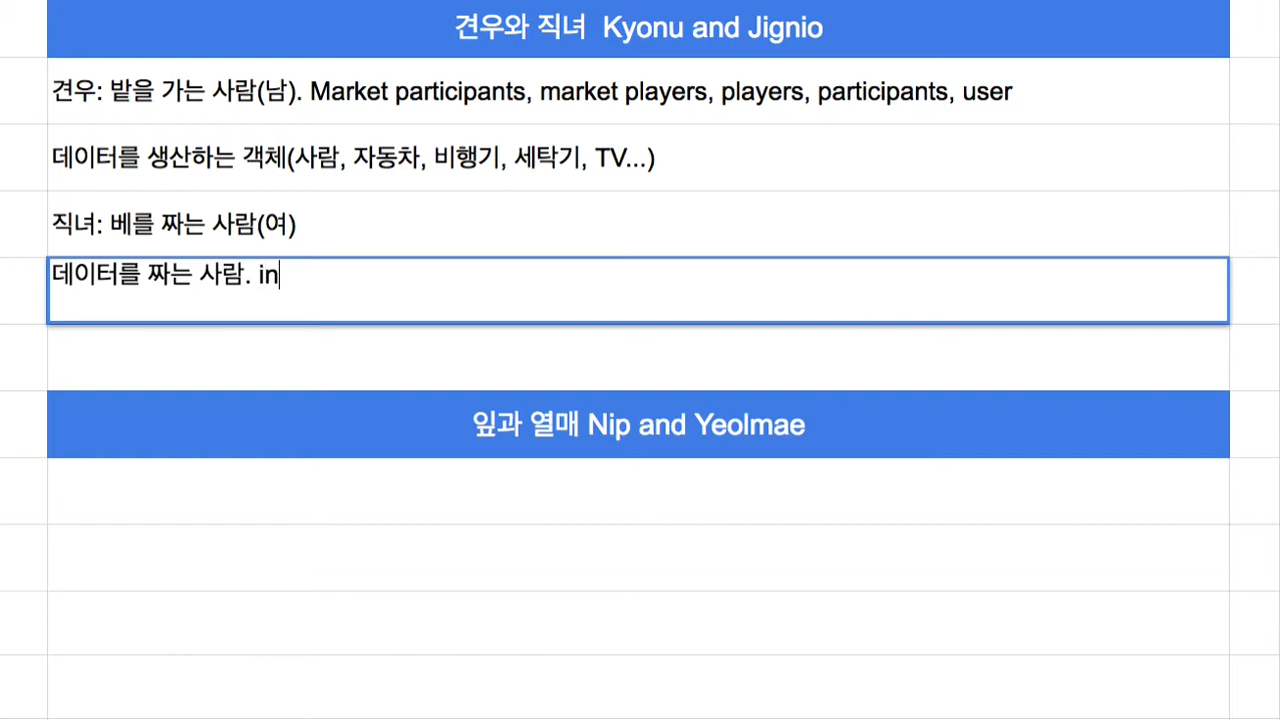 견우와 직녀  Kyonu and Jignio
견우: 밭을 가는 사람(남). Market participants, market players, players, participants, user
데이터를 생산하는 객체(사람, 자동차, 비행기, 세탁기, TV...)
직녀: 베를 짜는 사람(여)
데이터를 짜는 사람. in
잎과 열매 Nip and Yeolmae